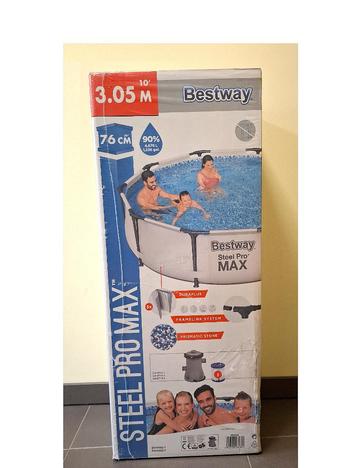 10'
3.05 M
Bestway
76 CM
90%
Bestway
Steel Pro
MAX
DURAPLUS
FRAMELINK SYSTEM
PRISMATIC STONE
STEEL PRO MAX